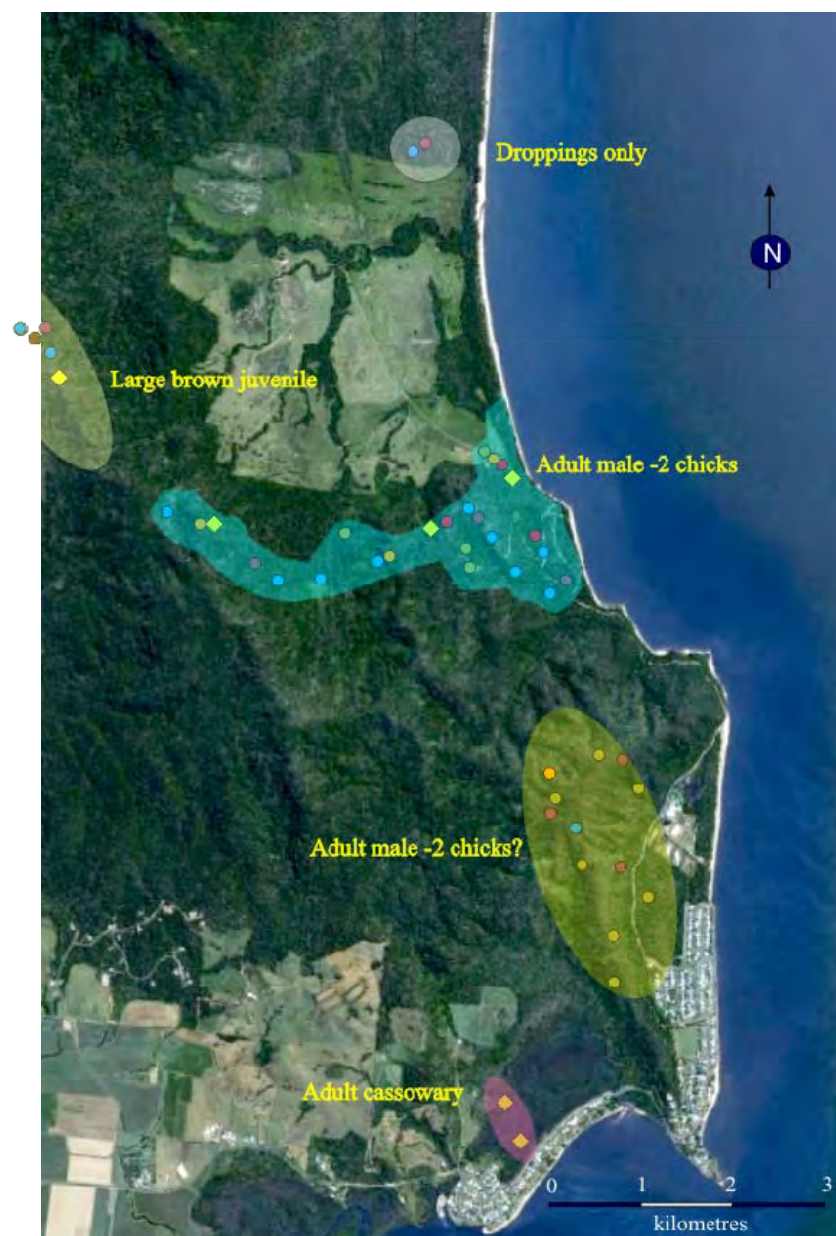 Droppings only
N
Large brown juvenile
Adult male -2 chicks
Adult male -2 chicks?
Adult cassowary
0 1 2 3
kilometres